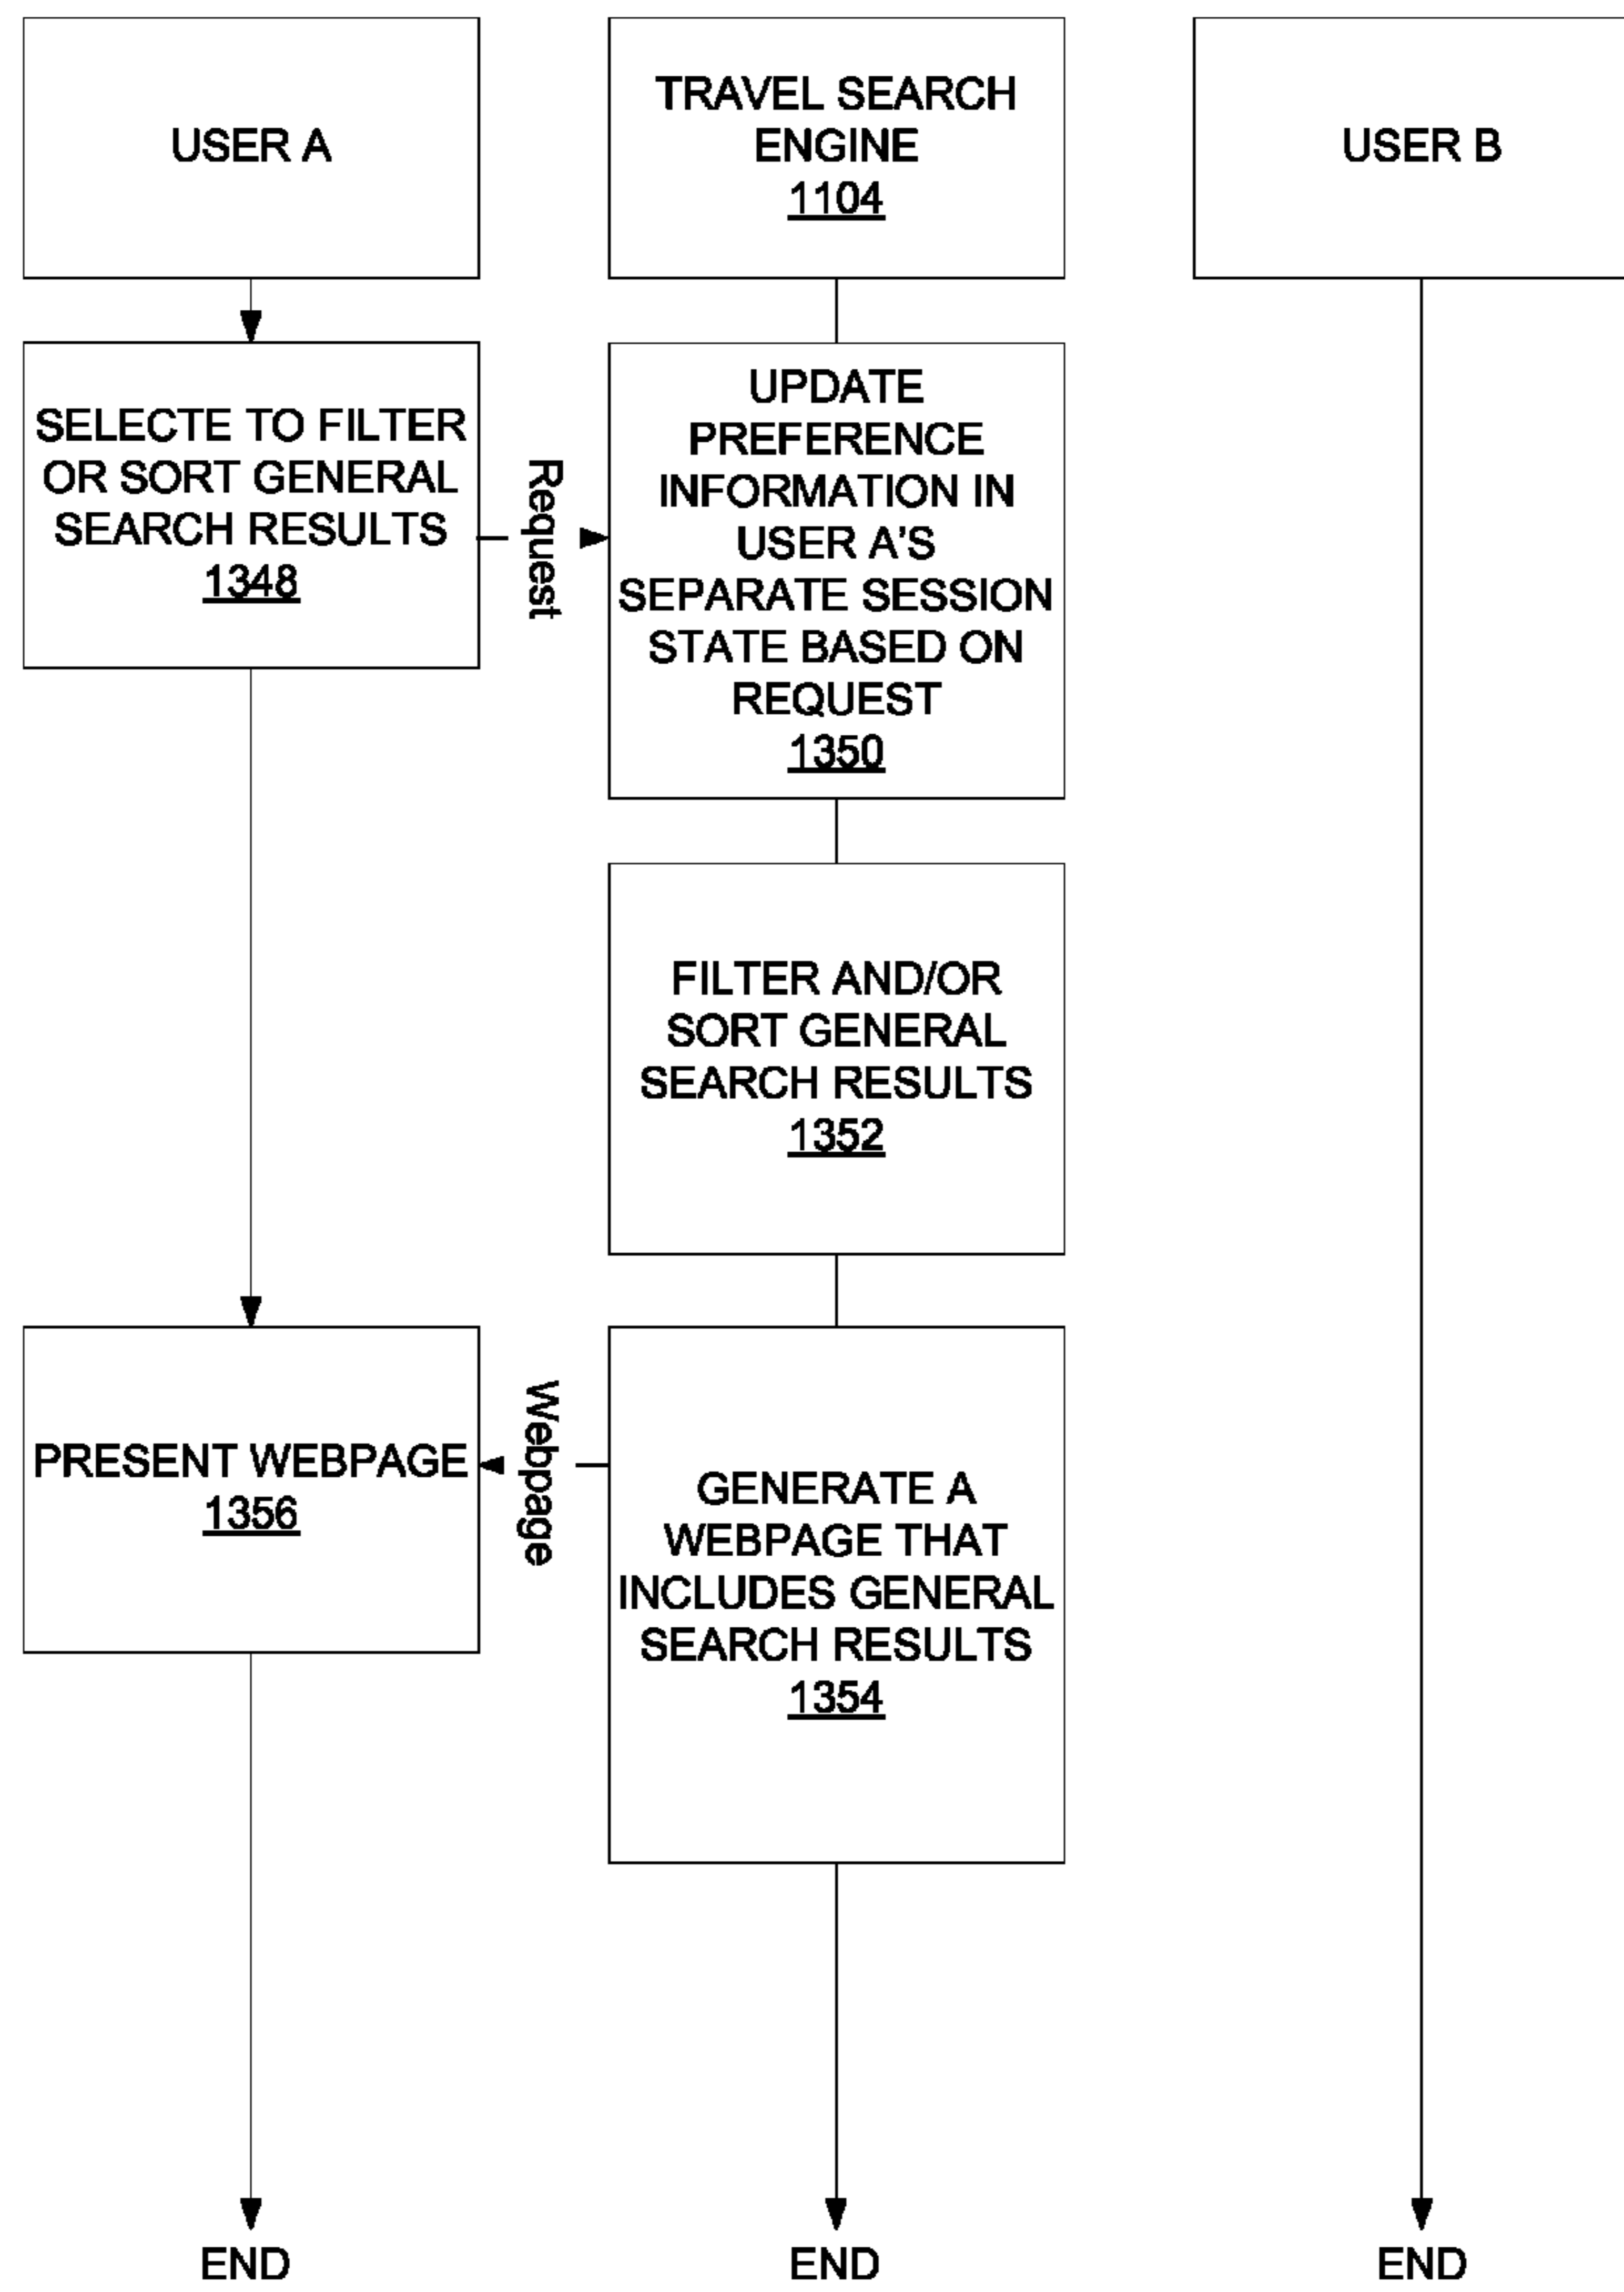 USER A
TRAVEL SEARCH
ENGINE
1104
USER B
SELECTE TO FILTER
OR SORT GENERAL
SEARCH RESULTS
1348
Request
UPDATE
PREFERENCE
INFORMATION IN
USER A'S
SEPARATE SESSION
STATE BASED ON
REQUEST
1350
FILTER AND/OR
SORT GENERAL
SEARCH RESULTS
1352
PRESENT WEBPAGE
1356
Webpage
GENERATE A
WEBPAGE THAT
INCLUDES GENERAL
SEARCH RESULTS
1354
END
END
END